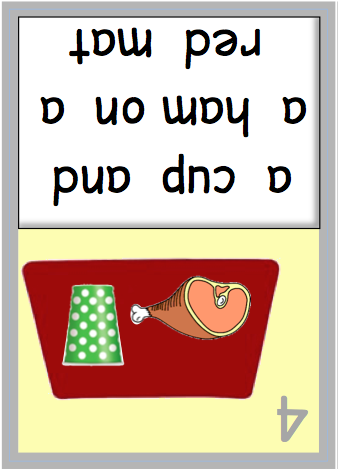 a cup and
a ham on a
red mat
4